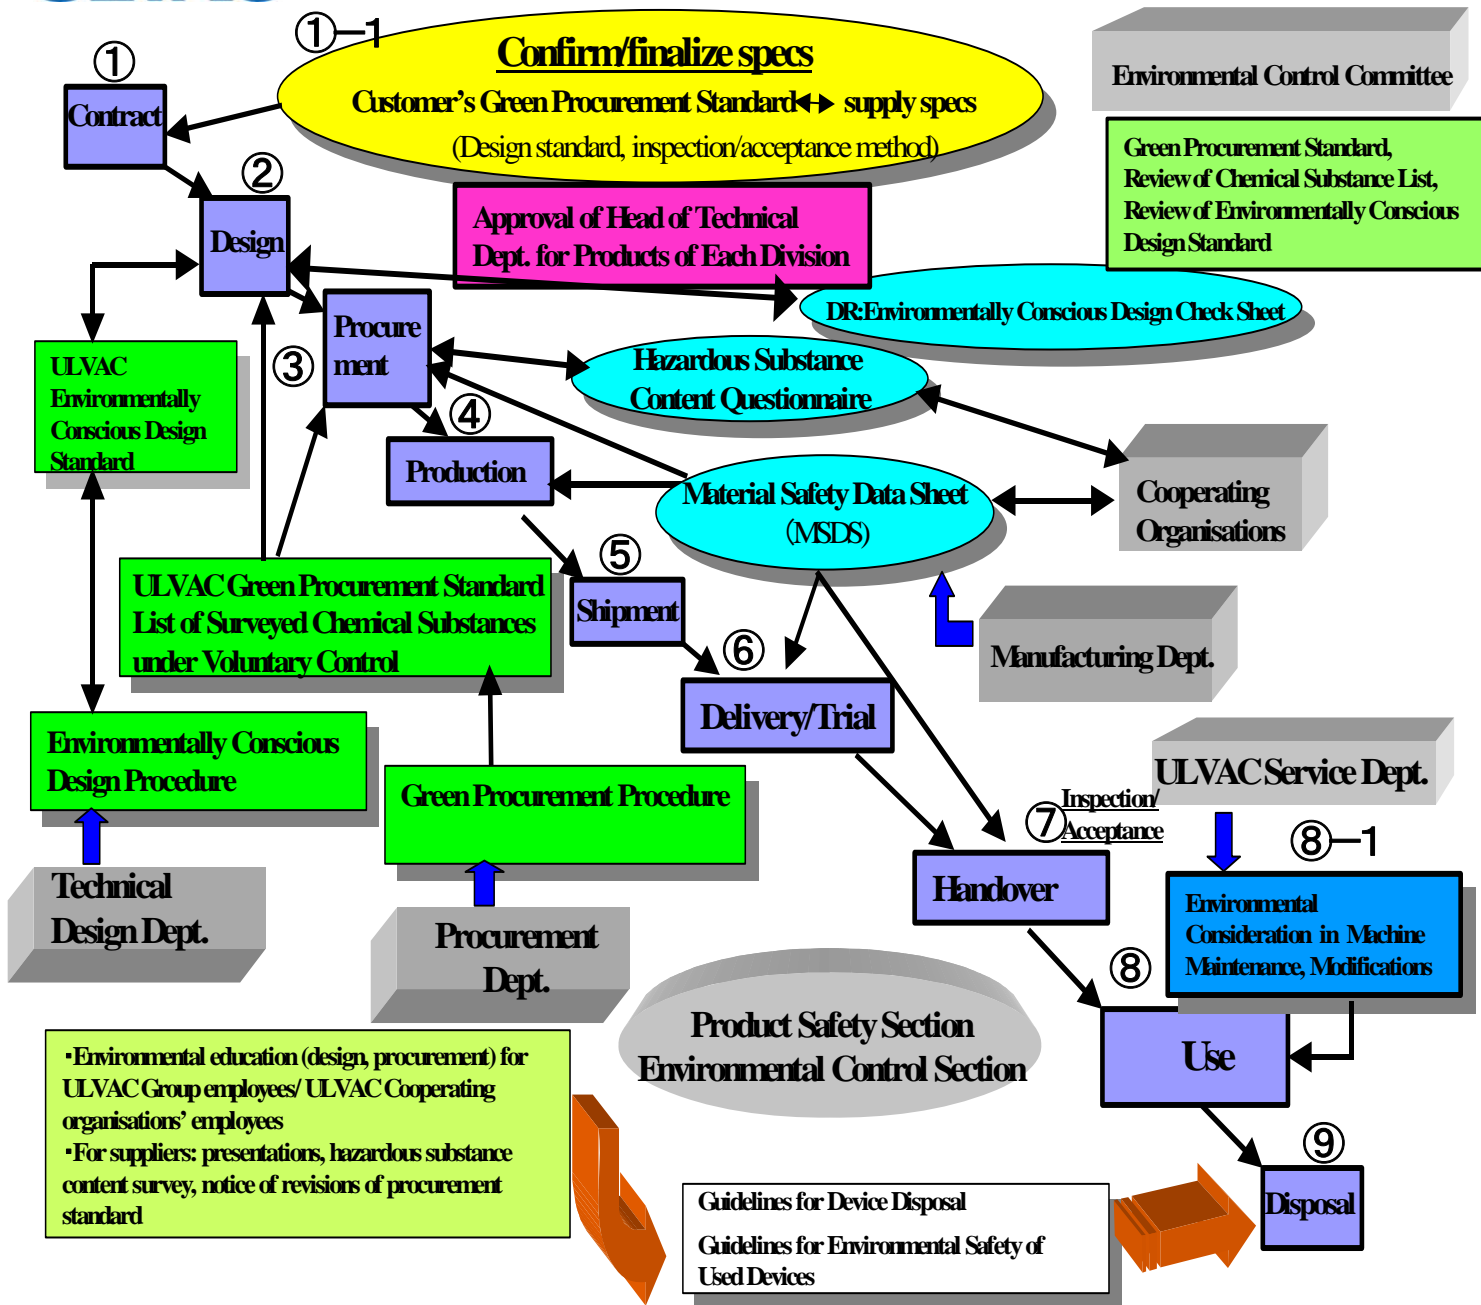 ①
①ー1
Confirm/finalize specs
Contract
Customer's Green Procurement Standard↔ supply specs
(Design standard, inspection/acceptance method)
Environmental Control Committee
Green Procurement Standard,
Review of Chemical Substance List,
Review of Environmentally Conscious
Design Standard
②
Design
Approval of Head of Technical
Dept. for Products of Each Division
DR:Environmentally Conscious Design Check Sheet
③
Procure
ment
Hazardous Substance
Content Questionnaire
ULVAC
Environmentally
Conscious Design
Standard
④
Production
Material Safety Data Sheet
(MSDS)
Cooperating
Organisations
⑤
Shipment
ULVAC Green Procurement Standard
List of Surveyed Chemical Substances
under Voluntary Control
⑥
Delivery/Trial
Manufacturing Dept.
Environmentally Conscious
Design Procedure
Green Procurement Procedure
ULVAC Service Dept.
⑦
Inspection/
Acceptance
Handover
⑧ー1
Environmental
Consideration in Machine
Maintenance, Modifications
Technical
Design Dept.
Procurement
Dept.
Product Safety Section
Environmental Control Section
⑧
Use
・Environmental education (design, procurement) for
ULVAC Group employees/ ULVAC Cooperating
organisations' employees
・For suppliers: presentations, hazardous substance
content survey, notice of revisions of procurement
standard
Guidelines for Device Disposal
Guidelines for Environmental Safety of
Used Devices
⑨
Disposal